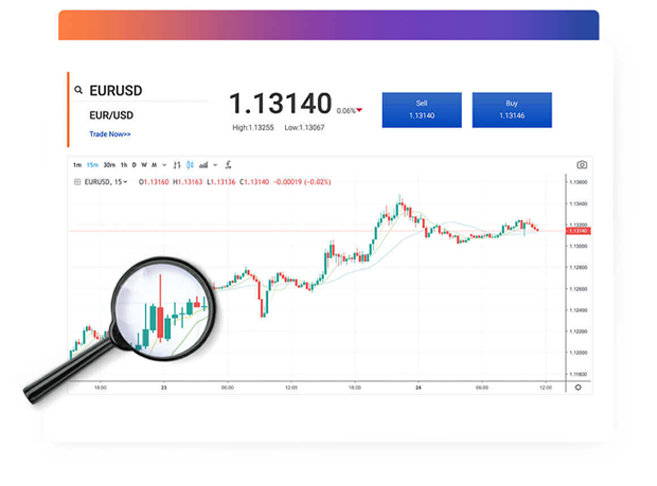 EURUSD
EUR/USD
Trade Now>>
1.13140 0.06%
High:1.13255 Low:1.13067
Sell
1.13140
Buy
1.13146
1m 15m 30m 1h D W M
EURUSD, 15 O1.13160 H1.13163 L1.13136 C1.13140 −0.00019 (−0.02%)
1.13600
1.13200
1.13140
1.13000
1.12800
1.12600
1.12400
1.12200
1.12000
1.11800
18:00 23 06:00 12:00 18:00 24 06:00 12:00